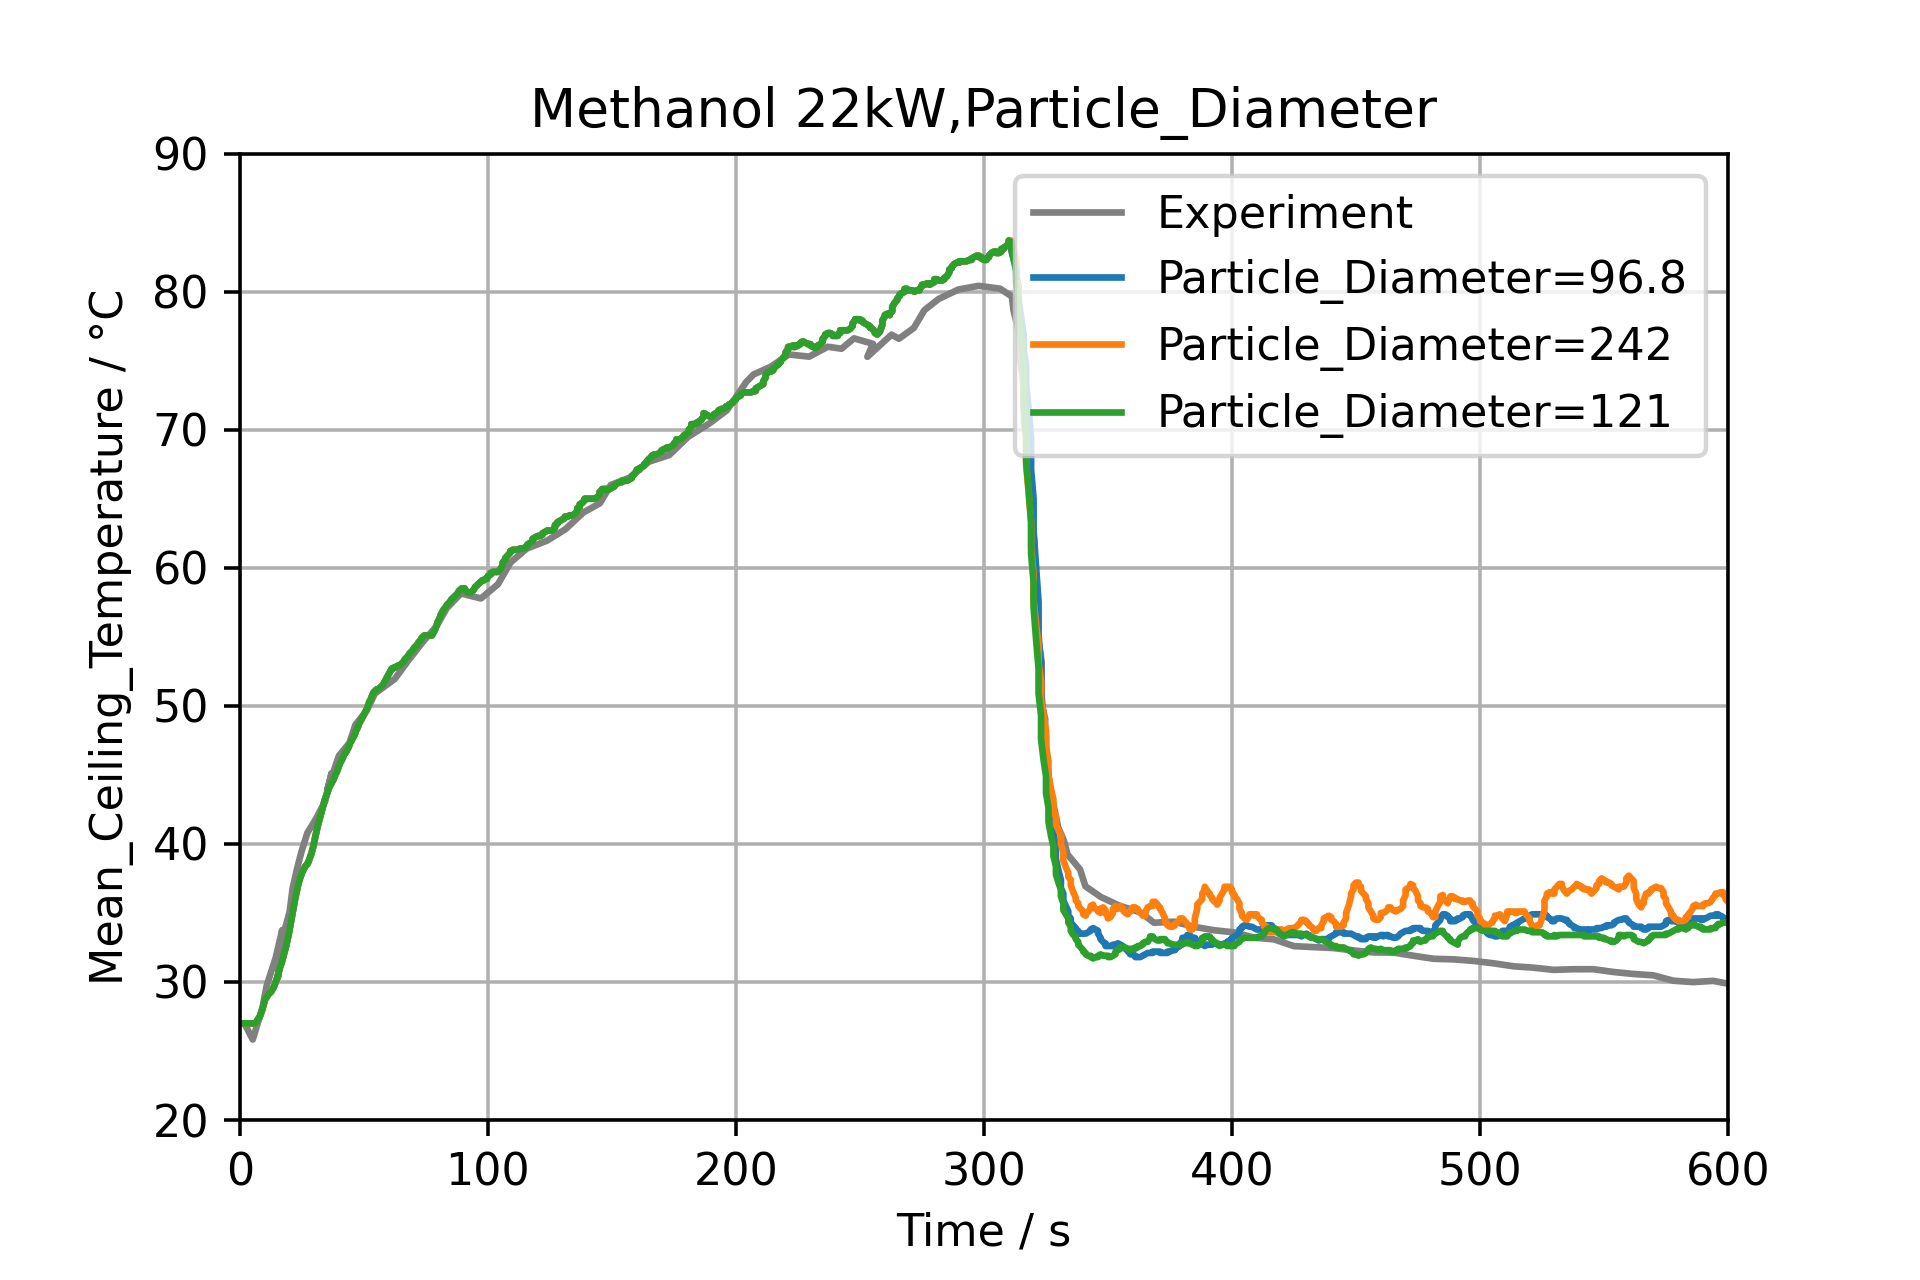 Methanol 22kW,Particle_Diameter
Mean_Ceiling_Temperature / °C
90
80
70
60
50
40
30
20
Experiment
Particle_Diameter=96.8
Particle_Diameter=242
Particle_Diameter=121
0 100 200 300 400 500 600
Time / s